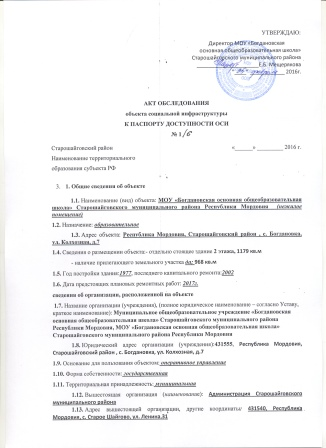 УТВЕРЖДАЮ:
Директор МОУ «Богдановская
основная общеобразовательная школа»
Старошайговского муниципального района
Е.Б. Мещерякова
2016г.
АКТ ОБСЛЕДОВАНИЯ
объекта социальной инфраструктуры
К ПАСПОРТУ ДОСТУПНОСТИ ОСИ
№ 1/б
Старошайговский район «______» ________ 2016 г.
Наименование территориального
образования субъекта РФ
3. 1. Общие сведения об объекте
1.1. Наименование (вид) объекта: МОУ «Богдановская основная общеобразовательная
школа» Старошайговского муниципального района Республики Мордовия (нежилое
помещение)
1.2. Назначение: образовательное
1.3. Адрес объекта: Республика Мордовия, Старошайговский район , с. Богдановка,
ул. Колхозная, д.7
1.4. Сведения о размещении объекта - отдельно стоящее здание 2 этажа, 1179 кв.м
- наличие прилегающего земельного участка да; 968 кв.м
1.5. Год постройки здания 1977, последнего капитального ремонта 2002
1.6. Дата предстоящих плановых ремонтных работ: 2017г.
сведения об организации, расположенной на объекте
1.7. Название организации (учреждения), (полное юридическое наименование – согласно Уставу,
краткое наименование): Муниципальное общеобразовательное учреждение «Богдановская
основная общеобразовательная школа» Старошайговского муниципального района
Республики Мордовия, МОУ «Богдановская основная общеобразовательная школа»
Старошайговского муниципального района Республики Мордовия
1.8. Юридический адрес организации (учреждения): 431555, Республика Мордовия,
Старошайговский район , с. Богдановка, ул. Колхозная, д.7
1.9. Основание для пользования объектом: оперативное управление
1.10. Форма собственности: государственная
1.11. Территориальная принадлежность: муниципальная
1.12. Вышестоящая организация (наименование): Администрация Старошайговского
муниципального района
1.13. Адрес вышестоящей организации, другие координаты: 431540, Республика
Мордовия, с. Старое Шайгово, ул. Ленина,31